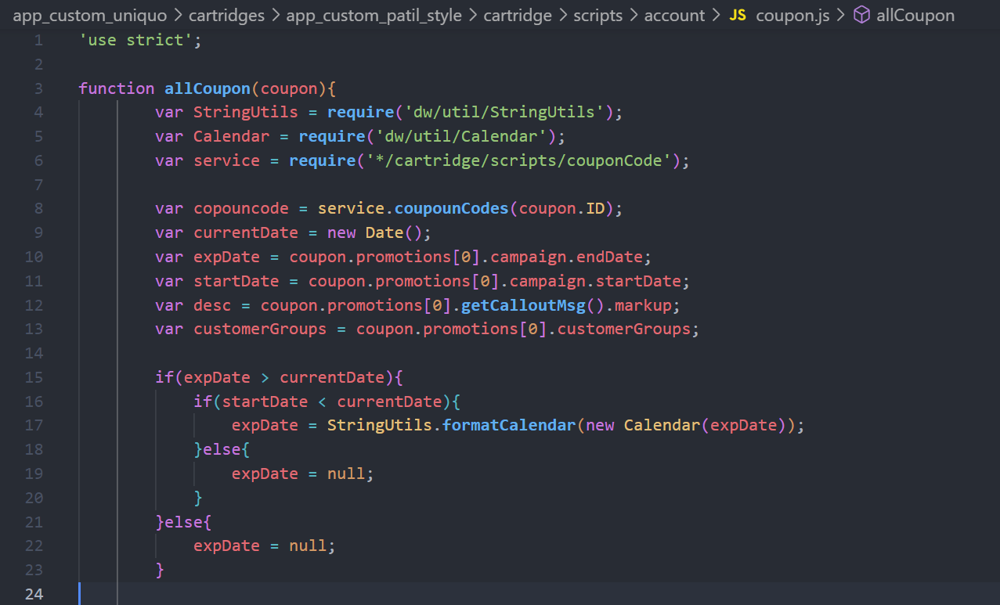 app_custom_uniquo > cartridges > app_custom_patil_style > cartridge > scripts > account > JS coupon.js > allCoupon
1 'use strict';
2
3 function allCoupon(coupon){
4 var StringUtils = require('dw/util/StringUtils');
5 var Calendar = require('dw/util/Calendar');
6 var service = require('*/cartridge/scripts/couponCode');
7
8 var copouncode = service.coupounCodes(coupon.ID);
9 var currentDate = new Date();
10 var expDate = coupon.promotions[0].campaign.endDate;
11 var startDate = coupon.promotions[0].campaign.startDate;
12 var desc = coupon.promotions[0].getCalloutMsg().markup;
13 var customerGroups = coupon.promotions[0].customerGroups;
14
15 if(expDate > currentDate){
16 if(startDate < currentDate){
17 expDate = StringUtils.formatCalendar(new Calendar(expDate));
18 }else{
19 expDate = null;
20 }
21 }else{
22 expDate = null;
23 }
24